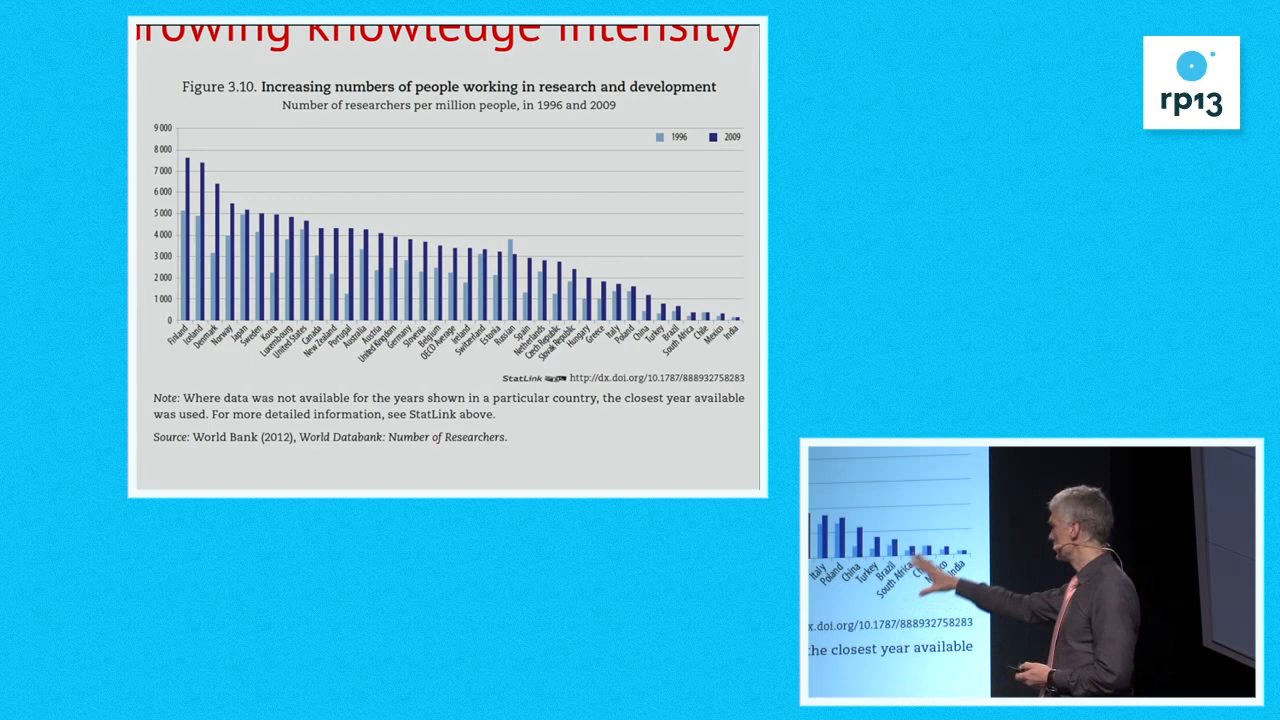 rowing knowledge intensity
Figure 3.10. Increasing numbers of people working in research and development
Number of researchers per million people, in 1996 and 2009
9 000
8 000
7 000
6 000
5 000
4 000
3 000
2 000
1 000
0
1996
2009
Finland
Iceland
Denmark
Norway
Japan
Sweden
Korea
Luxembourg
United States
Canada
New Zealand
Portugal
Australia
Austria
United Kingdom
Germany
Slovenia
Belgium
OECD Average
Ireland
Switzerland
Estonia
Russian
Spain
Netherlands
Czech Republic
Slovak Republic
Hungary
Greece
Italy
Poland
China
Turkey
Brazil
South Africa
Chile
Mexico
India
StatLink http://dx.doi.org/10.1787/888932758283
Note: Where data was not available for the years shown in a particular country, the closest year available
was used. For more detailed information, see StatLink above.
Source: World Bank (2012), World Databank: Number of Researchers.
rp13
Italy
Poland
China
Turkey
Brazil
South Africa
India
x.doi.org/10.1787/888932758283
the closest year available